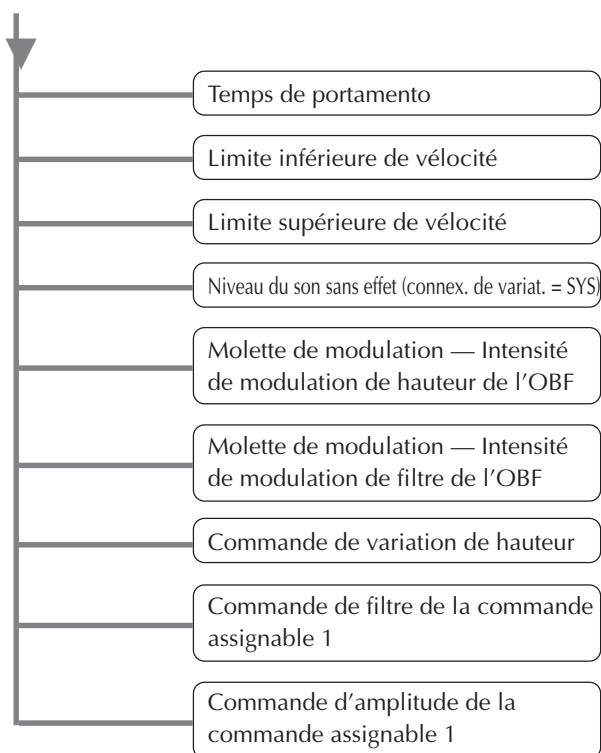 Temps de portamento
Limite inférieure de vélocité
Limite supérieure de vélocité
Niveau du son sans effet (connex. de variat. = SYS)
Molette de modulation — Intensité
de modulation de hauteur de l’OBF
Molette de modulation — Intensité
de modulation de filtre de l’OBF
Commande de variation de hauteur
Commande de filtre de la commande
assignable 1
Commande d’amplitude de la
commande assignable 1